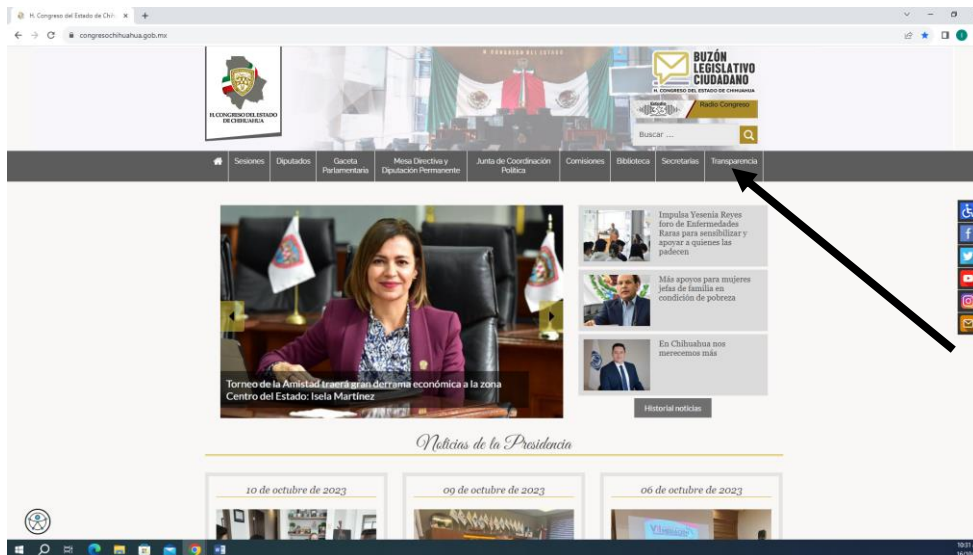 H. Congreso del Estado de Chih
congresochihuahua.gob.mx
H. CONGRESO DEL ESTADO
DE CHIHUAHUA
H CONGRESO DEL ESTADO
BUZÓN
LEGISLATIVO
CIUDADANO
H. CONGRESO DEL ESTADO DE CHIHUAHUA
Estudio
33
Radio Congreso
Buscar ....
Sesiones
Diputados
Gaceta
Parlamentaria
Mesa Directiva y
Diputación Permanente
Junta de Coordinación
Política
Comisiones
Biblioteca
Secretarías
Transparencia
Torneo de la Amistad traerá gran derrama económica a la zona
Centro del Estado: Isela Martínez
Impulsa Yesenia Reyes
foro de Enfermedades
Raras para sensibilizar y
apoyar a quienes las
padecen
Más apoyos para mujeres
jefas de familia en
condición de pobreza
En Chihuahua nos
merecemos más
Historial noticias
Noticias de la Presidencia
10 de octubre de 2023
09 de octubre de 2023
06 de octubre de 2023
10:31